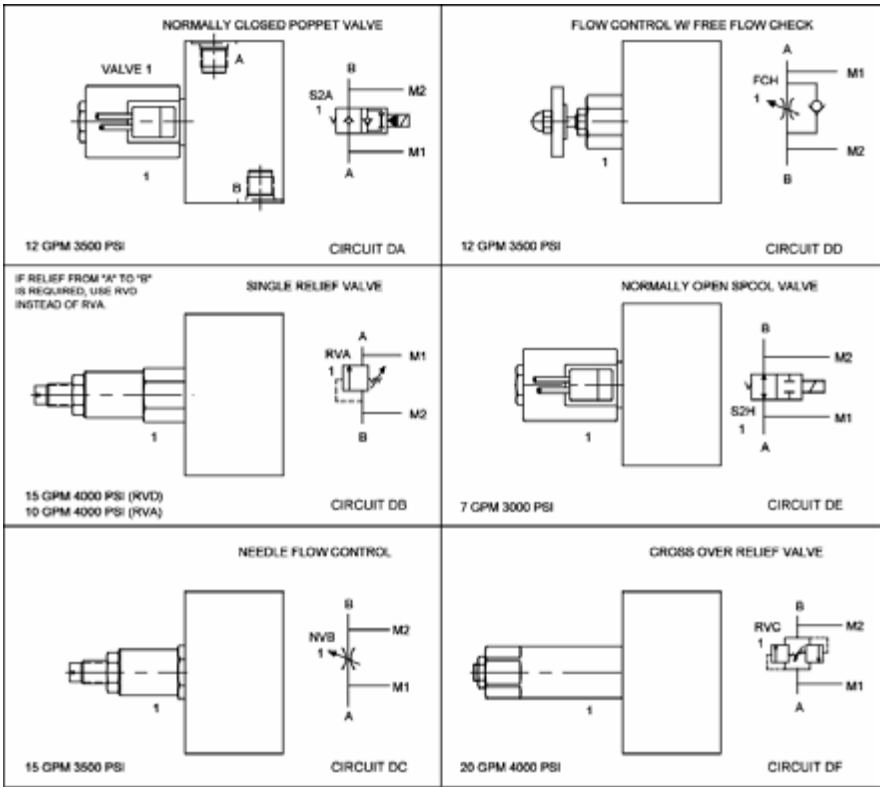 NORMALLY CLOSED POPPET VALVE
VALVE 1
A
B
S2A
1
M2
M1
A
B
1
12 GPM 3500 PSI
CIRCUIT DA
FLOW CONTROL W/ FREE FLOW CHECK
A
M1
FCH
1
M2
B
1
12 GPM 3500 PSI
CIRCUIT DD
IF RELIEF FROM "A" TO "B"
IS REQUIRED, USE RVD
INSTEAD OF RVA.
SINGLE RELIEF VALVE
A
RVA
M1
1
M2
B
1
15 GPM 4000 PSI (RVD)
10 GPM 4000 PSI (RVA)
CIRCUIT DB
NORMALLY OPEN SPOOL VALVE
B
M2
S2H
M1
1
A
1
7 GPM 3000 PSI
CIRCUIT DE
NEEDLE FLOW CONTROL
B
M2
NVB
1
M1
A
1
15 GPM 3500 PSI
CIRCUIT DC
CROSS OVER RELIEF VALVE
B
RVC
M2
1
M1
A
1
20 GPM 4000 PSI
CIRCUIT DF